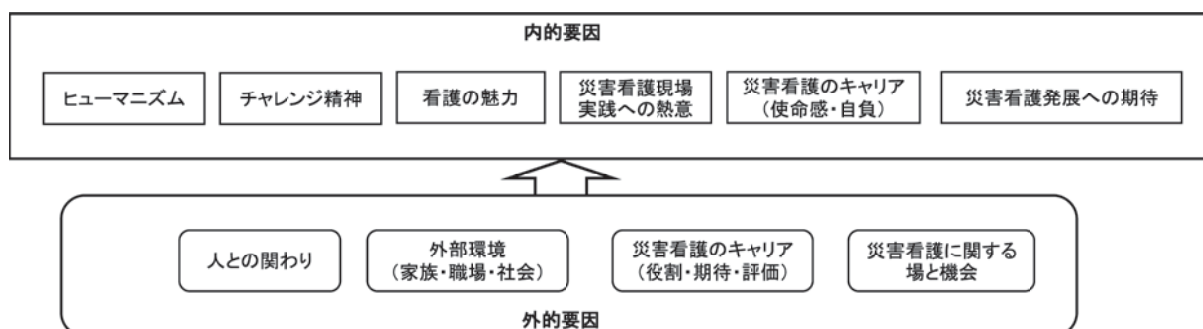 内的要因
ヒューマニズム
チャレンジ精神
看護の魅力
災害看護現場
実践への熱意
災害看護のキャリア
(使命感・自負)
災害看護発展への期待
人との関わり
外部環境
(家族・職場・社会)
災害看護のキャリア
(役割・期待・評価)
災害看護に関する
場と機会
外的要因